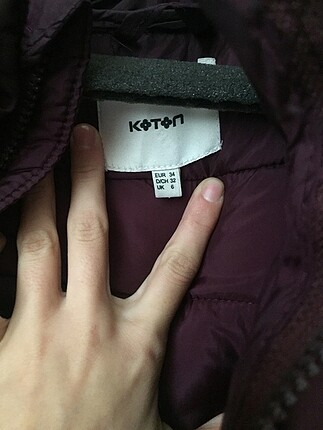 KOTON
EUR 34
D/CH 32
UK 6